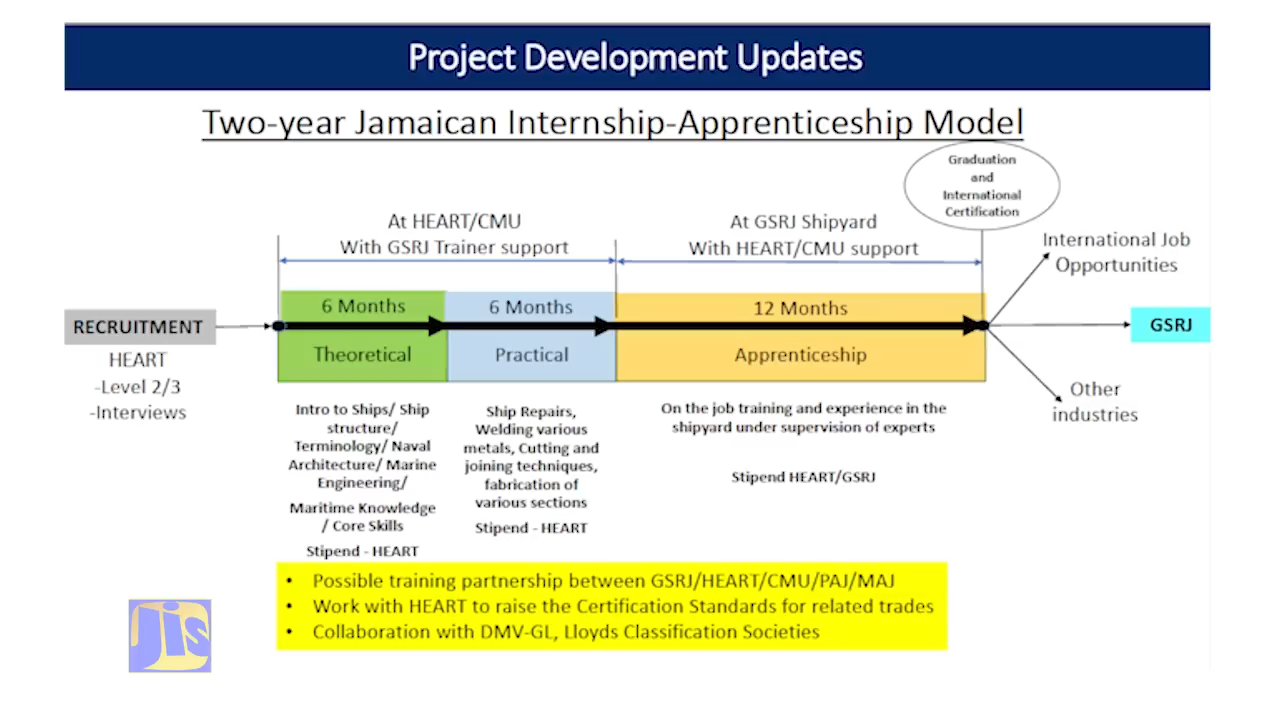 Project Development Updates
Two-year Jamaican Internship-Apprenticeship Model
Graduation
and
International
Certification
At HEART/CMU
With GSRJ Trainer support
At GSRJ Shipyard
With HEART/CMU support
International Job
Opportunities
6 Months
6 Months
12 Months
RECRUITMENT
GSRJ
HEART
-Level 2/3
-Interviews
Theoretical
Practical
Apprenticeship
Other
industries
Intro to Ships/ Ship
structure/
Terminology/ Naval
Architecture/ Marine
Engineering/
Maritime Knowledge
/ Core Skills
Stipend - HEART
Ship Repairs,
Welding various
metals, Cutting and
joining techniques,
fabrication of
various sections
Stipend - HEART
On the job training and experience in the
shipyard under supervision of experts
Stipend HEART/GSRJ
• Possible training partnership between GSRJ/HEART/CMU/PAJ/MAJ
• Work with HEART to raise the Certification Standards for related trades
• Collaboration with DMV-GL, Lloyds Classification Societies
Jis